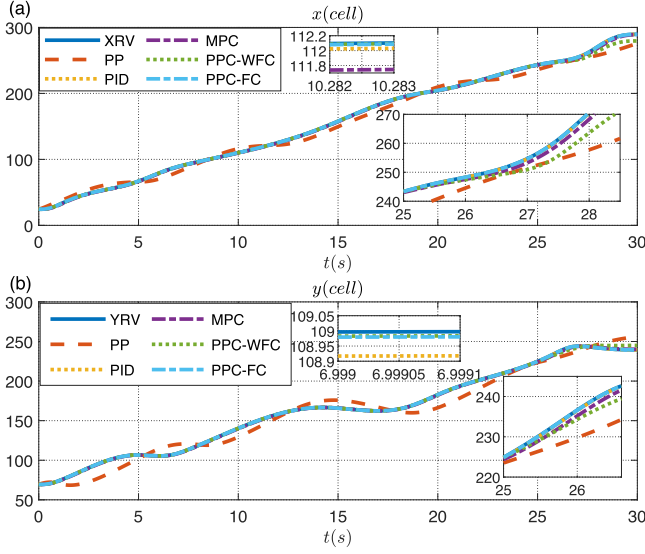 (a)
x(cell)
300
200
100
0
XRV
PP
PID
MPC
PPC-WFC
PPC-FC
112.2
112
111.8
10.282 10.283
270
260
250
240
25 26 27 28
0 5 10 15 20 25 30
t(s)
(b)
y(cell)
300
250
200
150
100
50
YRV
PP
PID
MPC
PPC-WFC
PPC-FC
109.05
109
108.95
108.9
6.999 6.99905 6.9991
240
230
220
25 26
0 5 10 15 20 25 30
t(s)